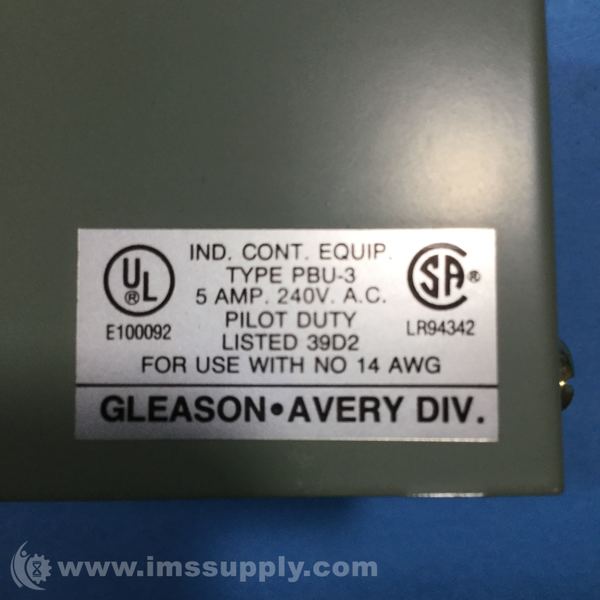 IND. CONT. EQUIP.
TYPE PBU-3
5 AMP. 240V. A.C.
PILOT DUTY
LISTED 39D2
FOR USE WITH NO 14 AWG
UL ®
E100092
SA ®
LR94342
GLEASON•AVERY DIV.
www.imssupply.com